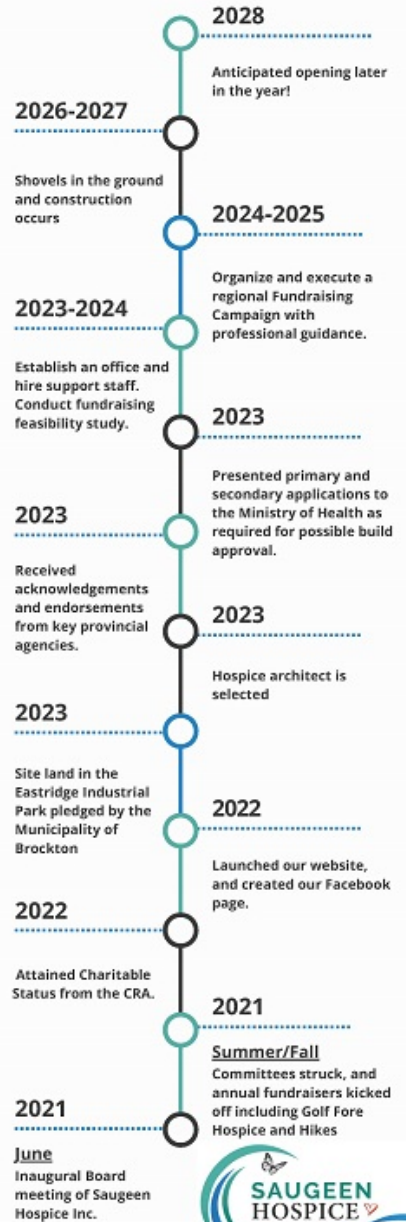 2028
Anticipated opening later
in the year!
2026-2027
Shovels in the ground
and construction
occurs
2024-2025
Organize and execute a
regional Fundraising
Campaign with
professional guidance.
2023-2024
Establish an office and
hire support staff.
Conduct fundraising
feasibility study.
2023
Presented primary and
secondary applications to
the Ministry of Health as
required for possible build
approval.
2023
Received
acknowledgements
and endorsements
from key provincial
agencies.
2023
Hospice architect is
selected
2023
Site land in the
Eastridge Industrial
Park pledged by the
Municipality of
Brockton
2022
Launched our website,
and created our Facebook
page.
2022
Attained Charitable
Status from the CRA.
2021
Summer/Fall
Committees struck, and
annual fundraisers kicked
off including Golf Fore
Hospice and Hikes
2021
June
Inaugural Board
meeting of Saugeen
Hospice Inc.
SAUGEEN
HOSPICE